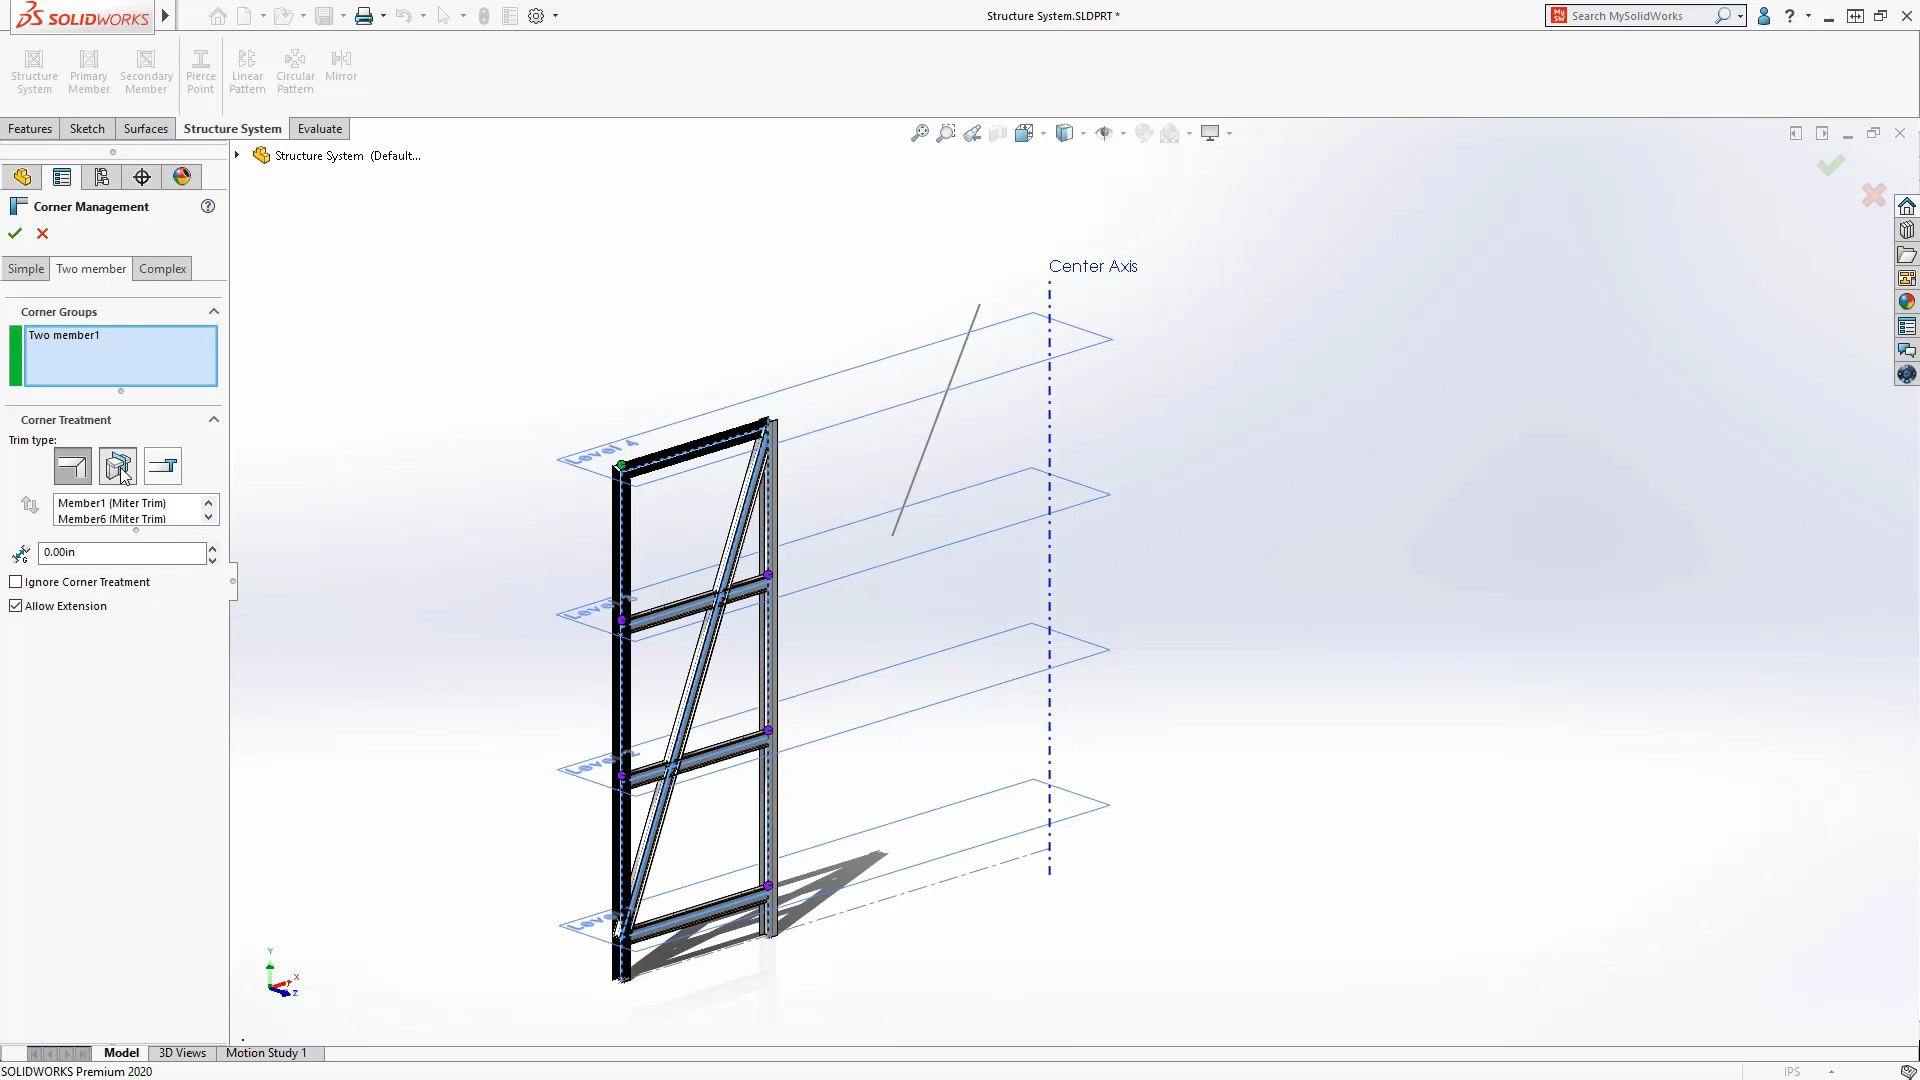 SOLIDWORKS
Structure System.SLDPRT *
Search MySolidWorks
Structure System
Primary Member
Secondary Member
Pierce Point
Linear Pattern
Circular Pattern
Mirror
Features
Sketch
Surfaces
Structure System
Evaluate
Structure System (Default...
Corner Management
Simple
Two member
Complex
Corner Groups
Two member1
Corner Treatment
Trim type:
Member1 (Miter Trim)
Member6 (Miter Trim)
0.00in
Ignore Corner Treatment
Allow Extension
Center Axis
Level 4
Y
X
Z
Model
3D Views
Motion Study 1
SOLIDWORKS Premium 2020
IPS